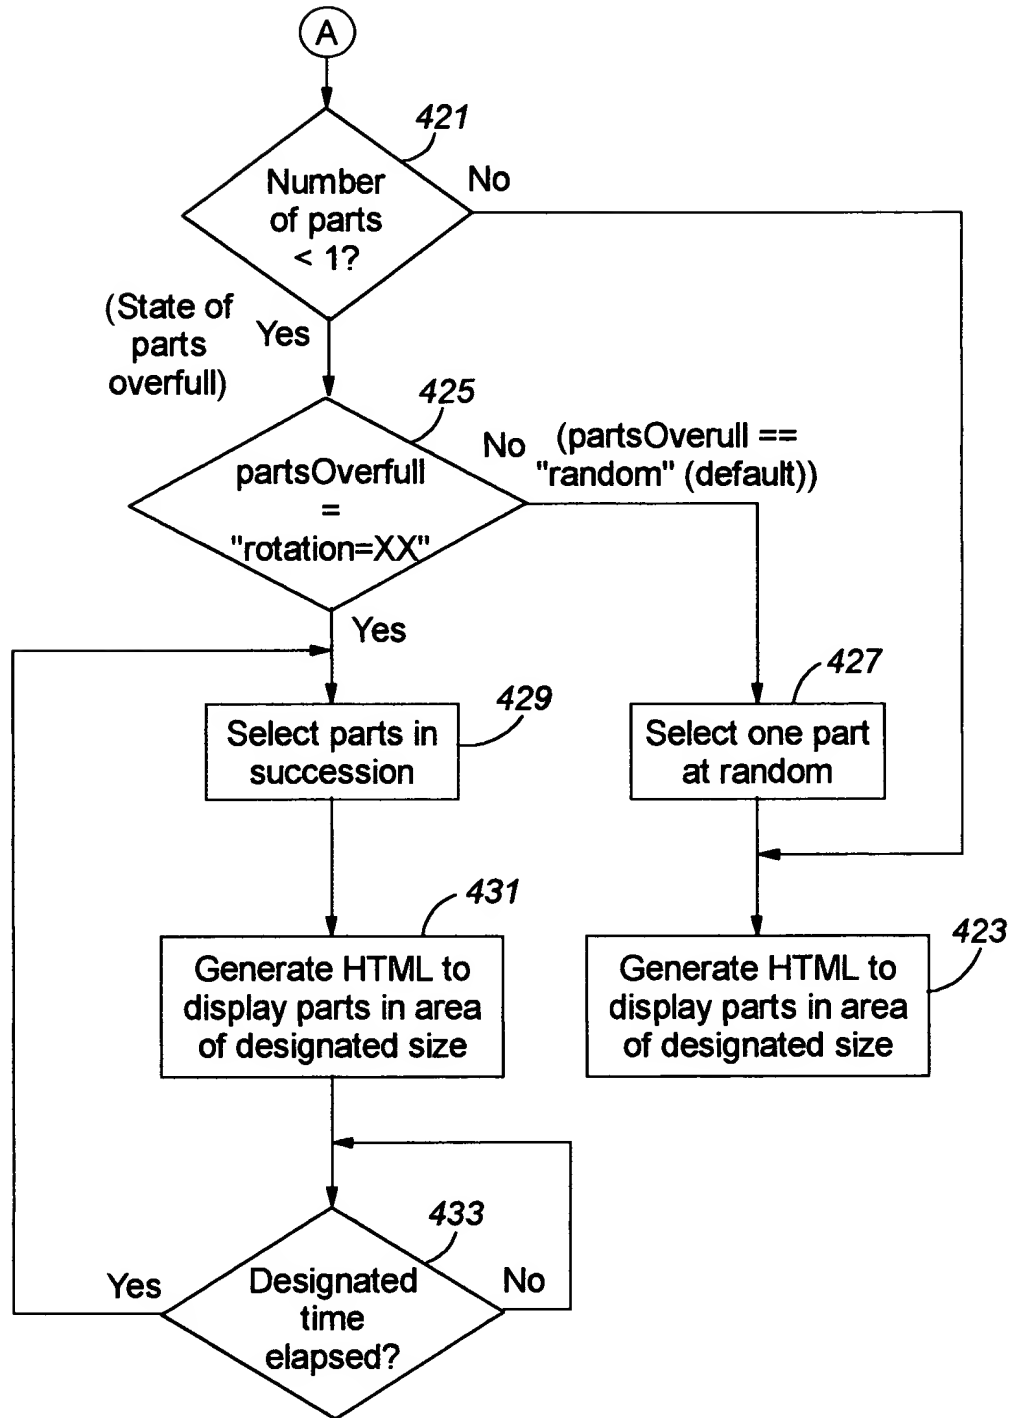 A
421
Number
of parts
< 1?
No
(State of
parts
overfull)
Yes
425
partsOverfull
=
"rotation=XX"
No
(partsOverull ==
"random" (default))
Yes
429
Select parts in
succession
427
Select one part
at random
431
Generate HTML to
display parts in area
of designated size
423
Generate HTML to
display parts in area
of designated size
433
Designated
time
elapsed?
Yes
No